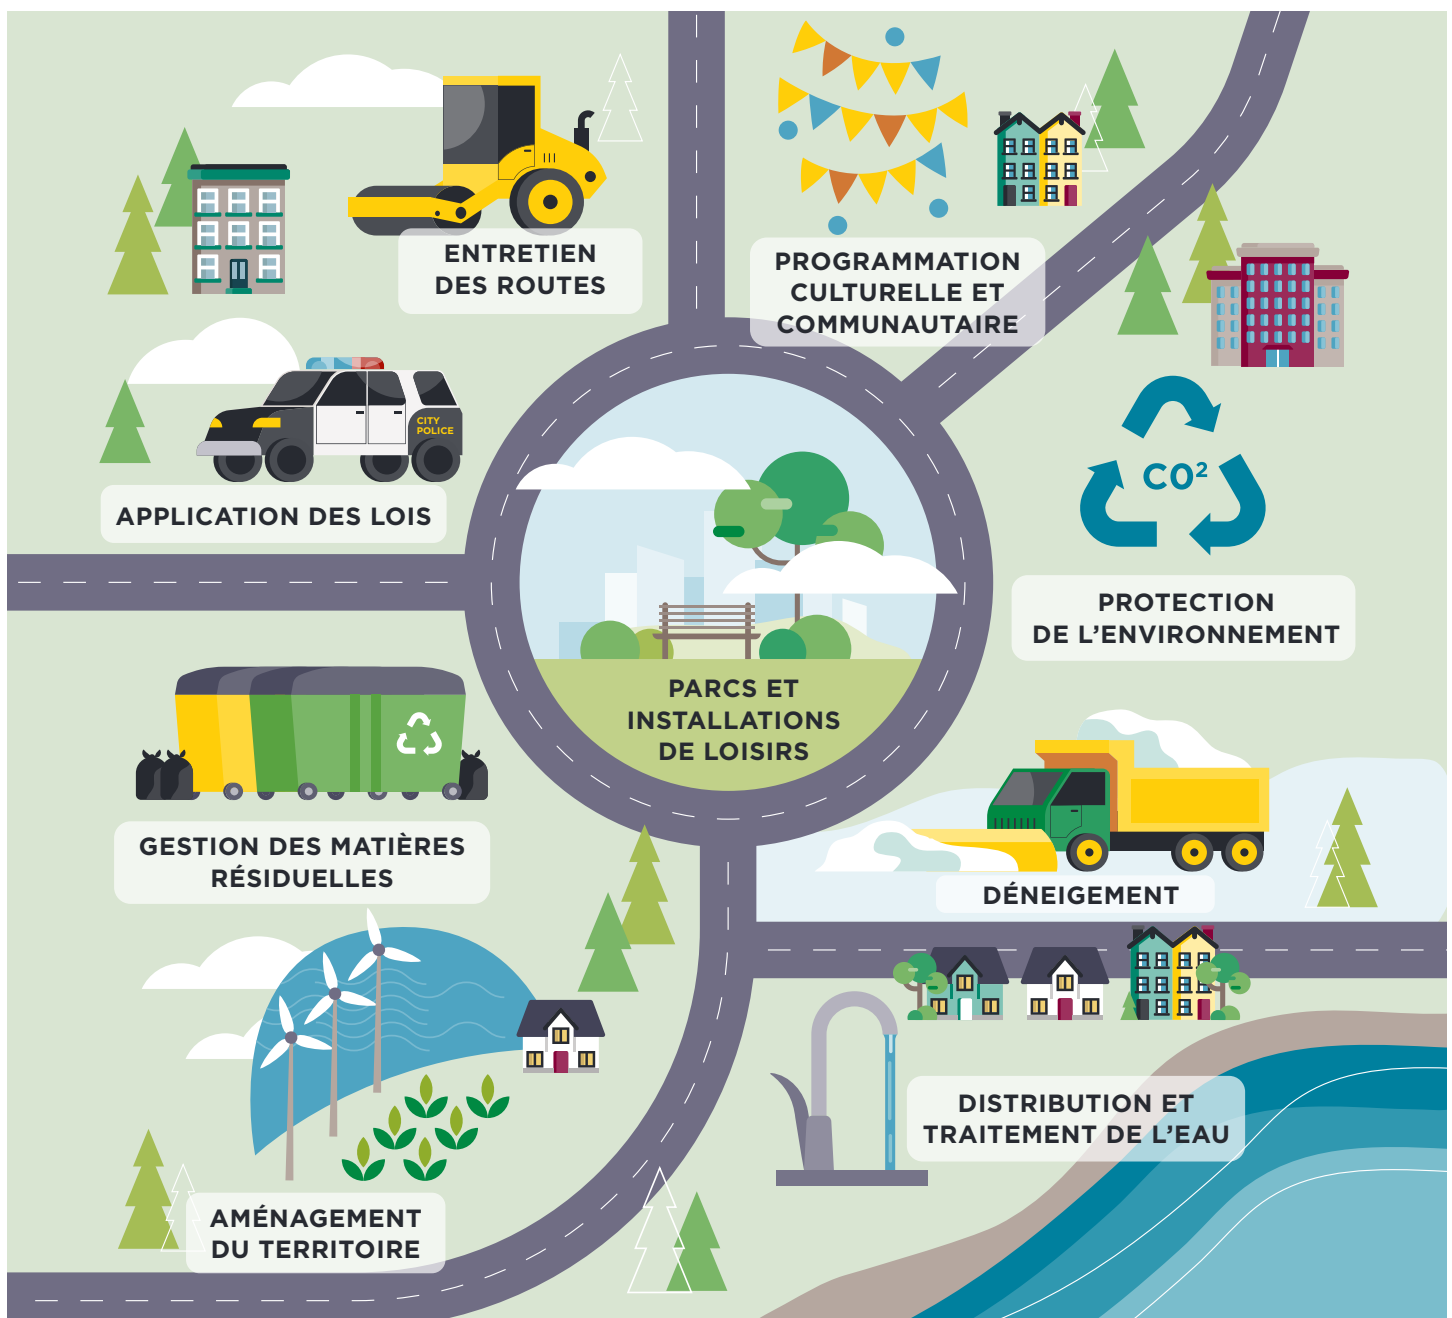 ENTRETIEN
DES ROUTES
PROGRAMMATION
CULTURELLE ET
COMMUNAUTAIRE
CITY
POLICE
APPLICATION DES LOIS
CO²
PROTECTION
DE L'ENVIRONNEMENT
PARCS ET
INSTALLATIONS
DE LOISIRS
GESTION DES MATIÈRES
RÉSIDUELLES
DÉNEIGEMENT
DISTRIBUTION ET
TRAITEMENT DE L'EAU
AMÉNAGEMENT
DU TERRITOIRE